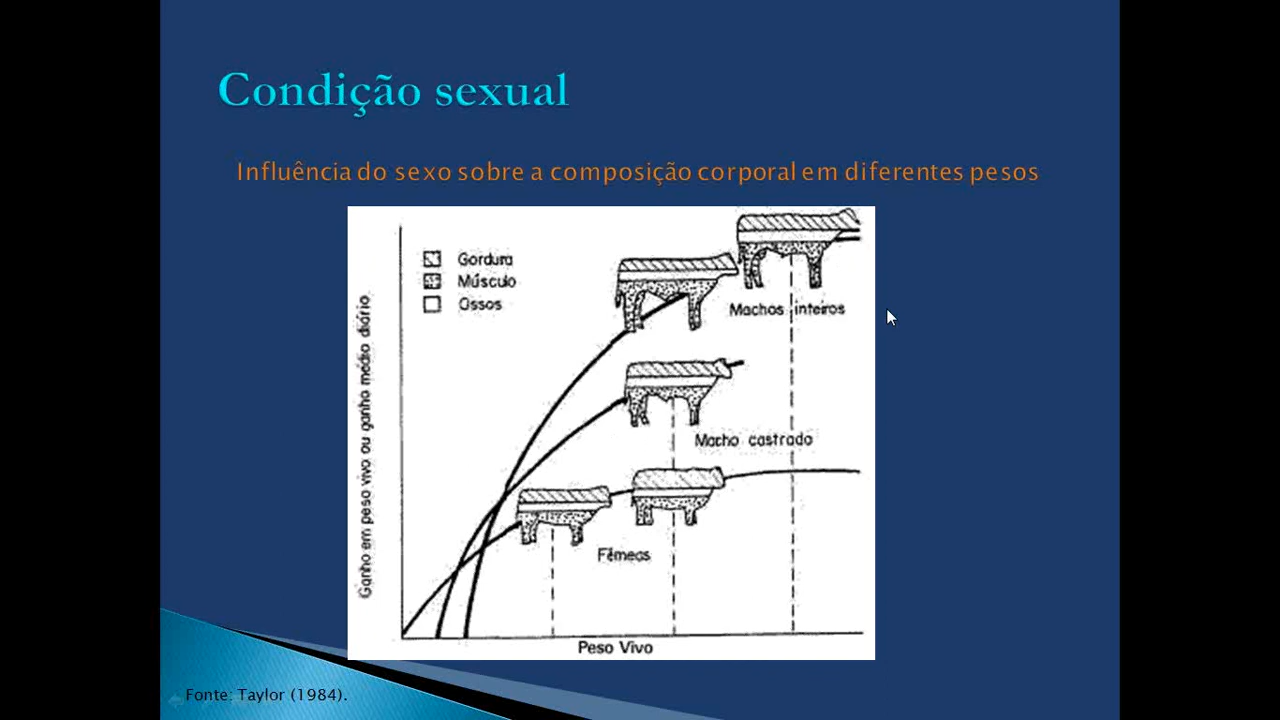 Condição sexual
Influência do sexo sobre a composição corporal em diferentes pesos
Gordura
Músculo
Ossos
Machos inteiros
Macho castrado
Fêmeas
Ganho em peso vivo ou ganho médio diário
Peso Vivo
Fonte: Taylor (1984).